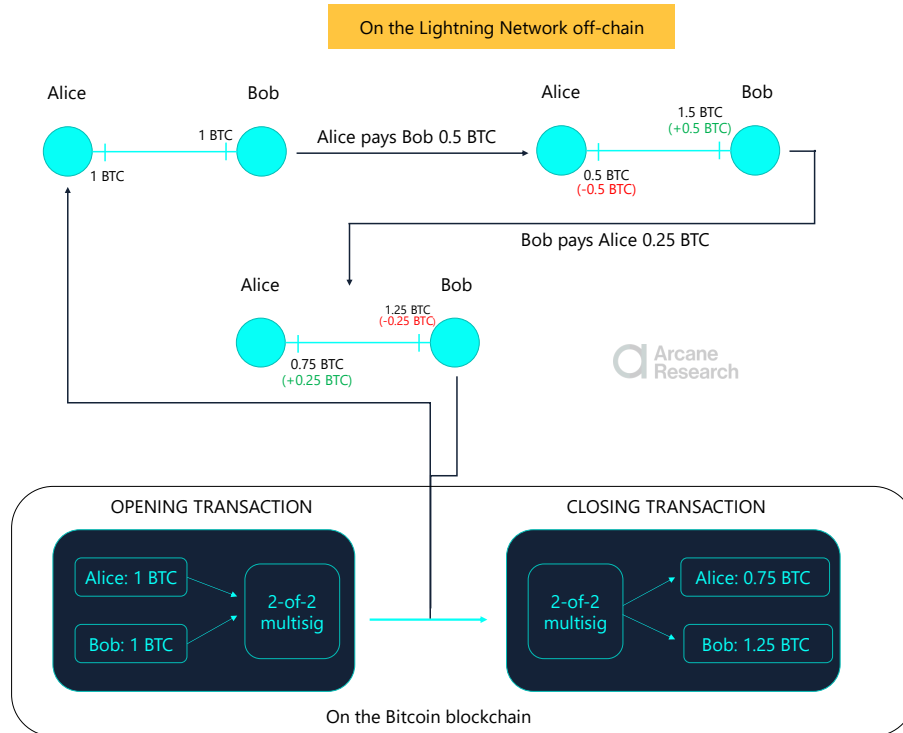 On the Lightning Network off-chain
Alice
Bob
1 BTC
1 BTC
Alice pays Bob 0.5 BTC
Alice
Bob
1.5 BTC
(+0.5 BTC)
0.5 BTC
(-0.5 BTC)
Bob pays Alice 0.25 BTC
Alice
Bob
1.25 BTC
(-0.25 BTC)
0.75 BTC
(+0.25 BTC)
Arcane
Research
OPENING TRANSACTION
Alice: 1 BTC
Bob: 1 BTC
2-of-2
multisig
CLOSING TRANSACTION
2-of-2
multisig
Alice: 0.75 BTC
Bob: 1.25 BTC
On the Bitcoin blockchain